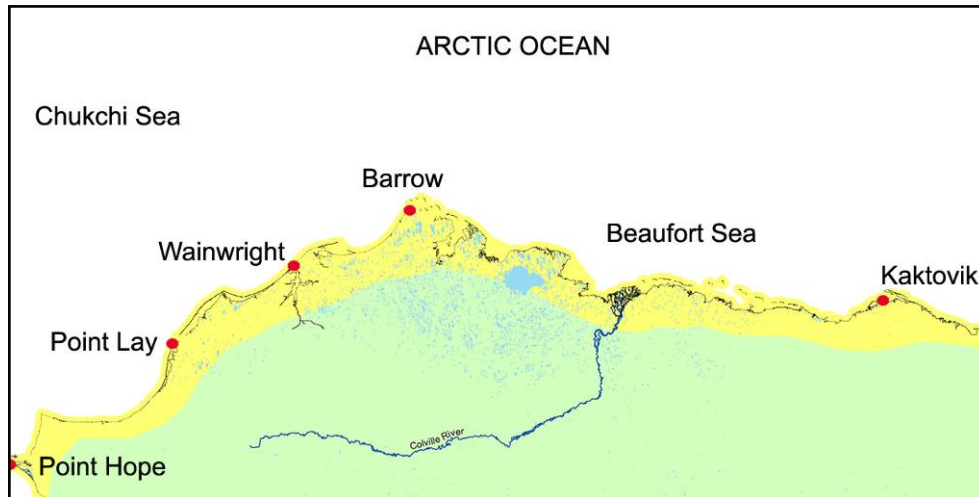 ARCTIC OCEAN
Chukchi Sea
Barrow
Wainwright
Beaufort Sea
Kaktovik
Point Lay
Colville River
Point Hope